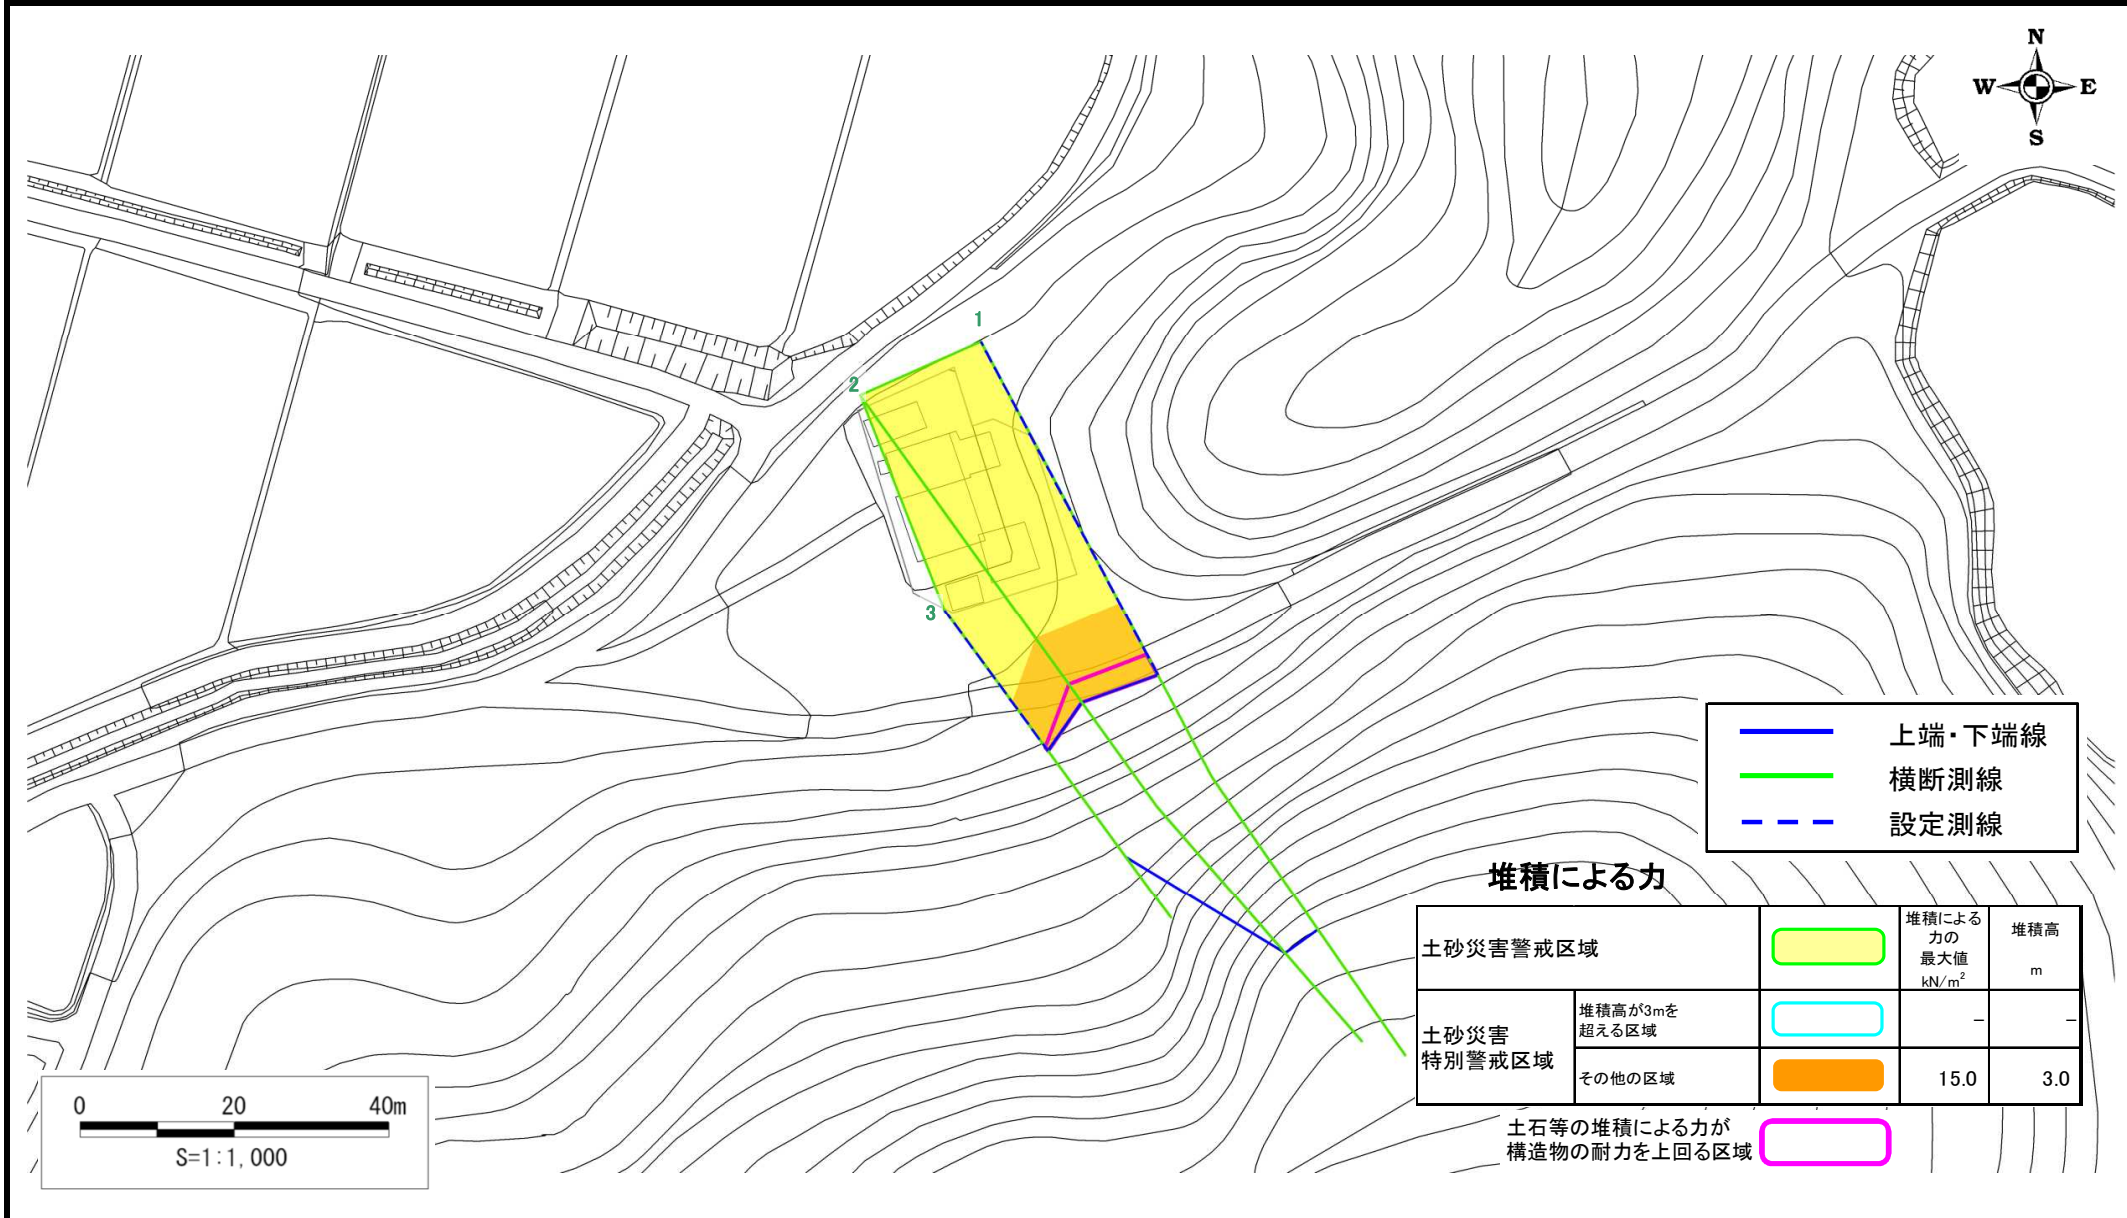 N
W E
S
1
2
3
上端・下端線
横断測線
設定測線
堆積による力
土砂災害警戒区域
堆積による
力の
最大値
kN/m²
堆積高
m
土砂災害
特別警戒区域
堆積高が3mを
超える区域
－ －
その他の区域
15.0 3.0
土石等の堆積による力が
構造物の耐力を上回る区域
0 20 40m
S=1:1,000